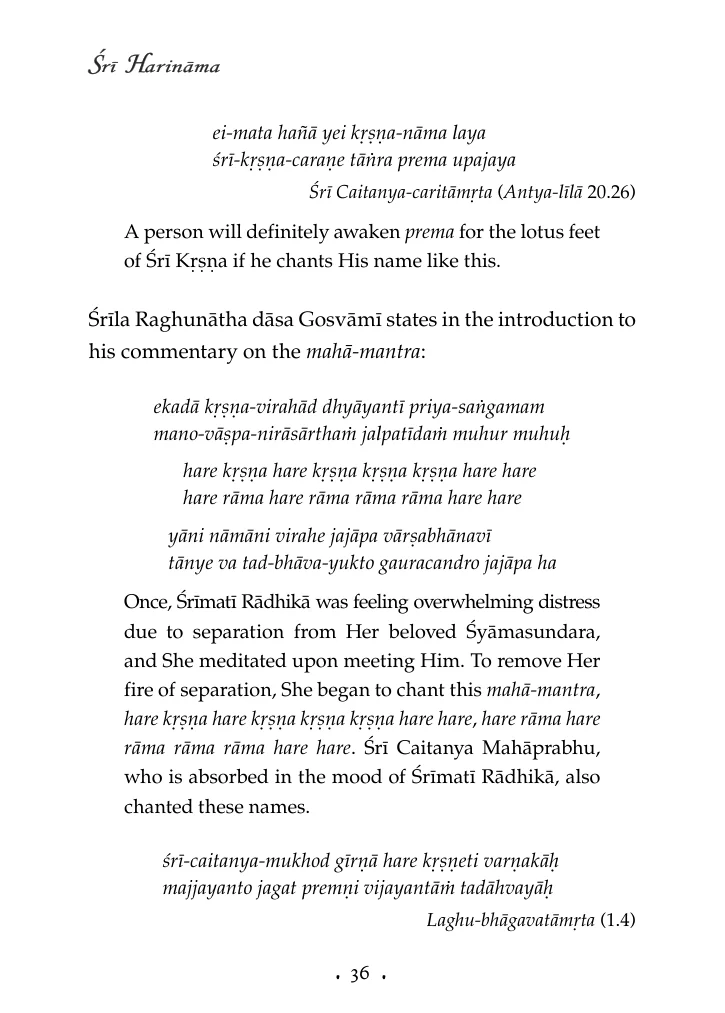 Śrī Harināma
ei-mata hañā yei kṛṣṇa-nāma laya
śrī-kṛṣṇa-caraṇe tāṅra prema upajaya
Śrī Caitanya-caritāmṛta (Antya-līlā 20.26)
A person will definitely awaken prema for the lotus feet
of Śrī Kṛṣṇa if he chants His name like this.
Śrīla Raghunātha dāsa Gosvāmī states in the introduction to
his commentary on the mahā-mantra:
ekadā kṛṣṇa-virahād dhyāyantī priya-saṅgamam
mano-vāṣpa-nirāsārthaṁ jalpatīdaṁ muhur muhuḥ
hare kṛṣṇa hare kṛṣṇa kṛṣṇa kṛṣṇa hare hare
hare rāma hare rāma rāma rāma hare hare
yāni nāmāni virahe jajāpa vārṣabhānavī
tānye va tad-bhāva-yukto gauracandro jajāpa ha
Once, Śrīmatī Rādhikā was feeling overwhelming distress
due to separation from Her beloved Śyāmasundara,
and She meditated upon meeting Him. To remove Her
fire of separation, She began to chant this mahā-mantra,
hare kṛṣṇa hare kṛṣṇa kṛṣṇa kṛṣṇa hare hare, hare rāma hare
rāma rāma rāma hare hare. Śrī Caitanya Mahāprabhu,
who is absorbed in the mood of Śrīmatī Rādhikā, also
chanted these names.
śrī-caitanya-mukhod gīrṇā hare kṛṣṇeti varṇakāḥ
majjayanto jagat premṇi vijayantāṁ tadāhvayāḥ
Laghu-bhāgavatāmṛta (1.4)
• 36 •